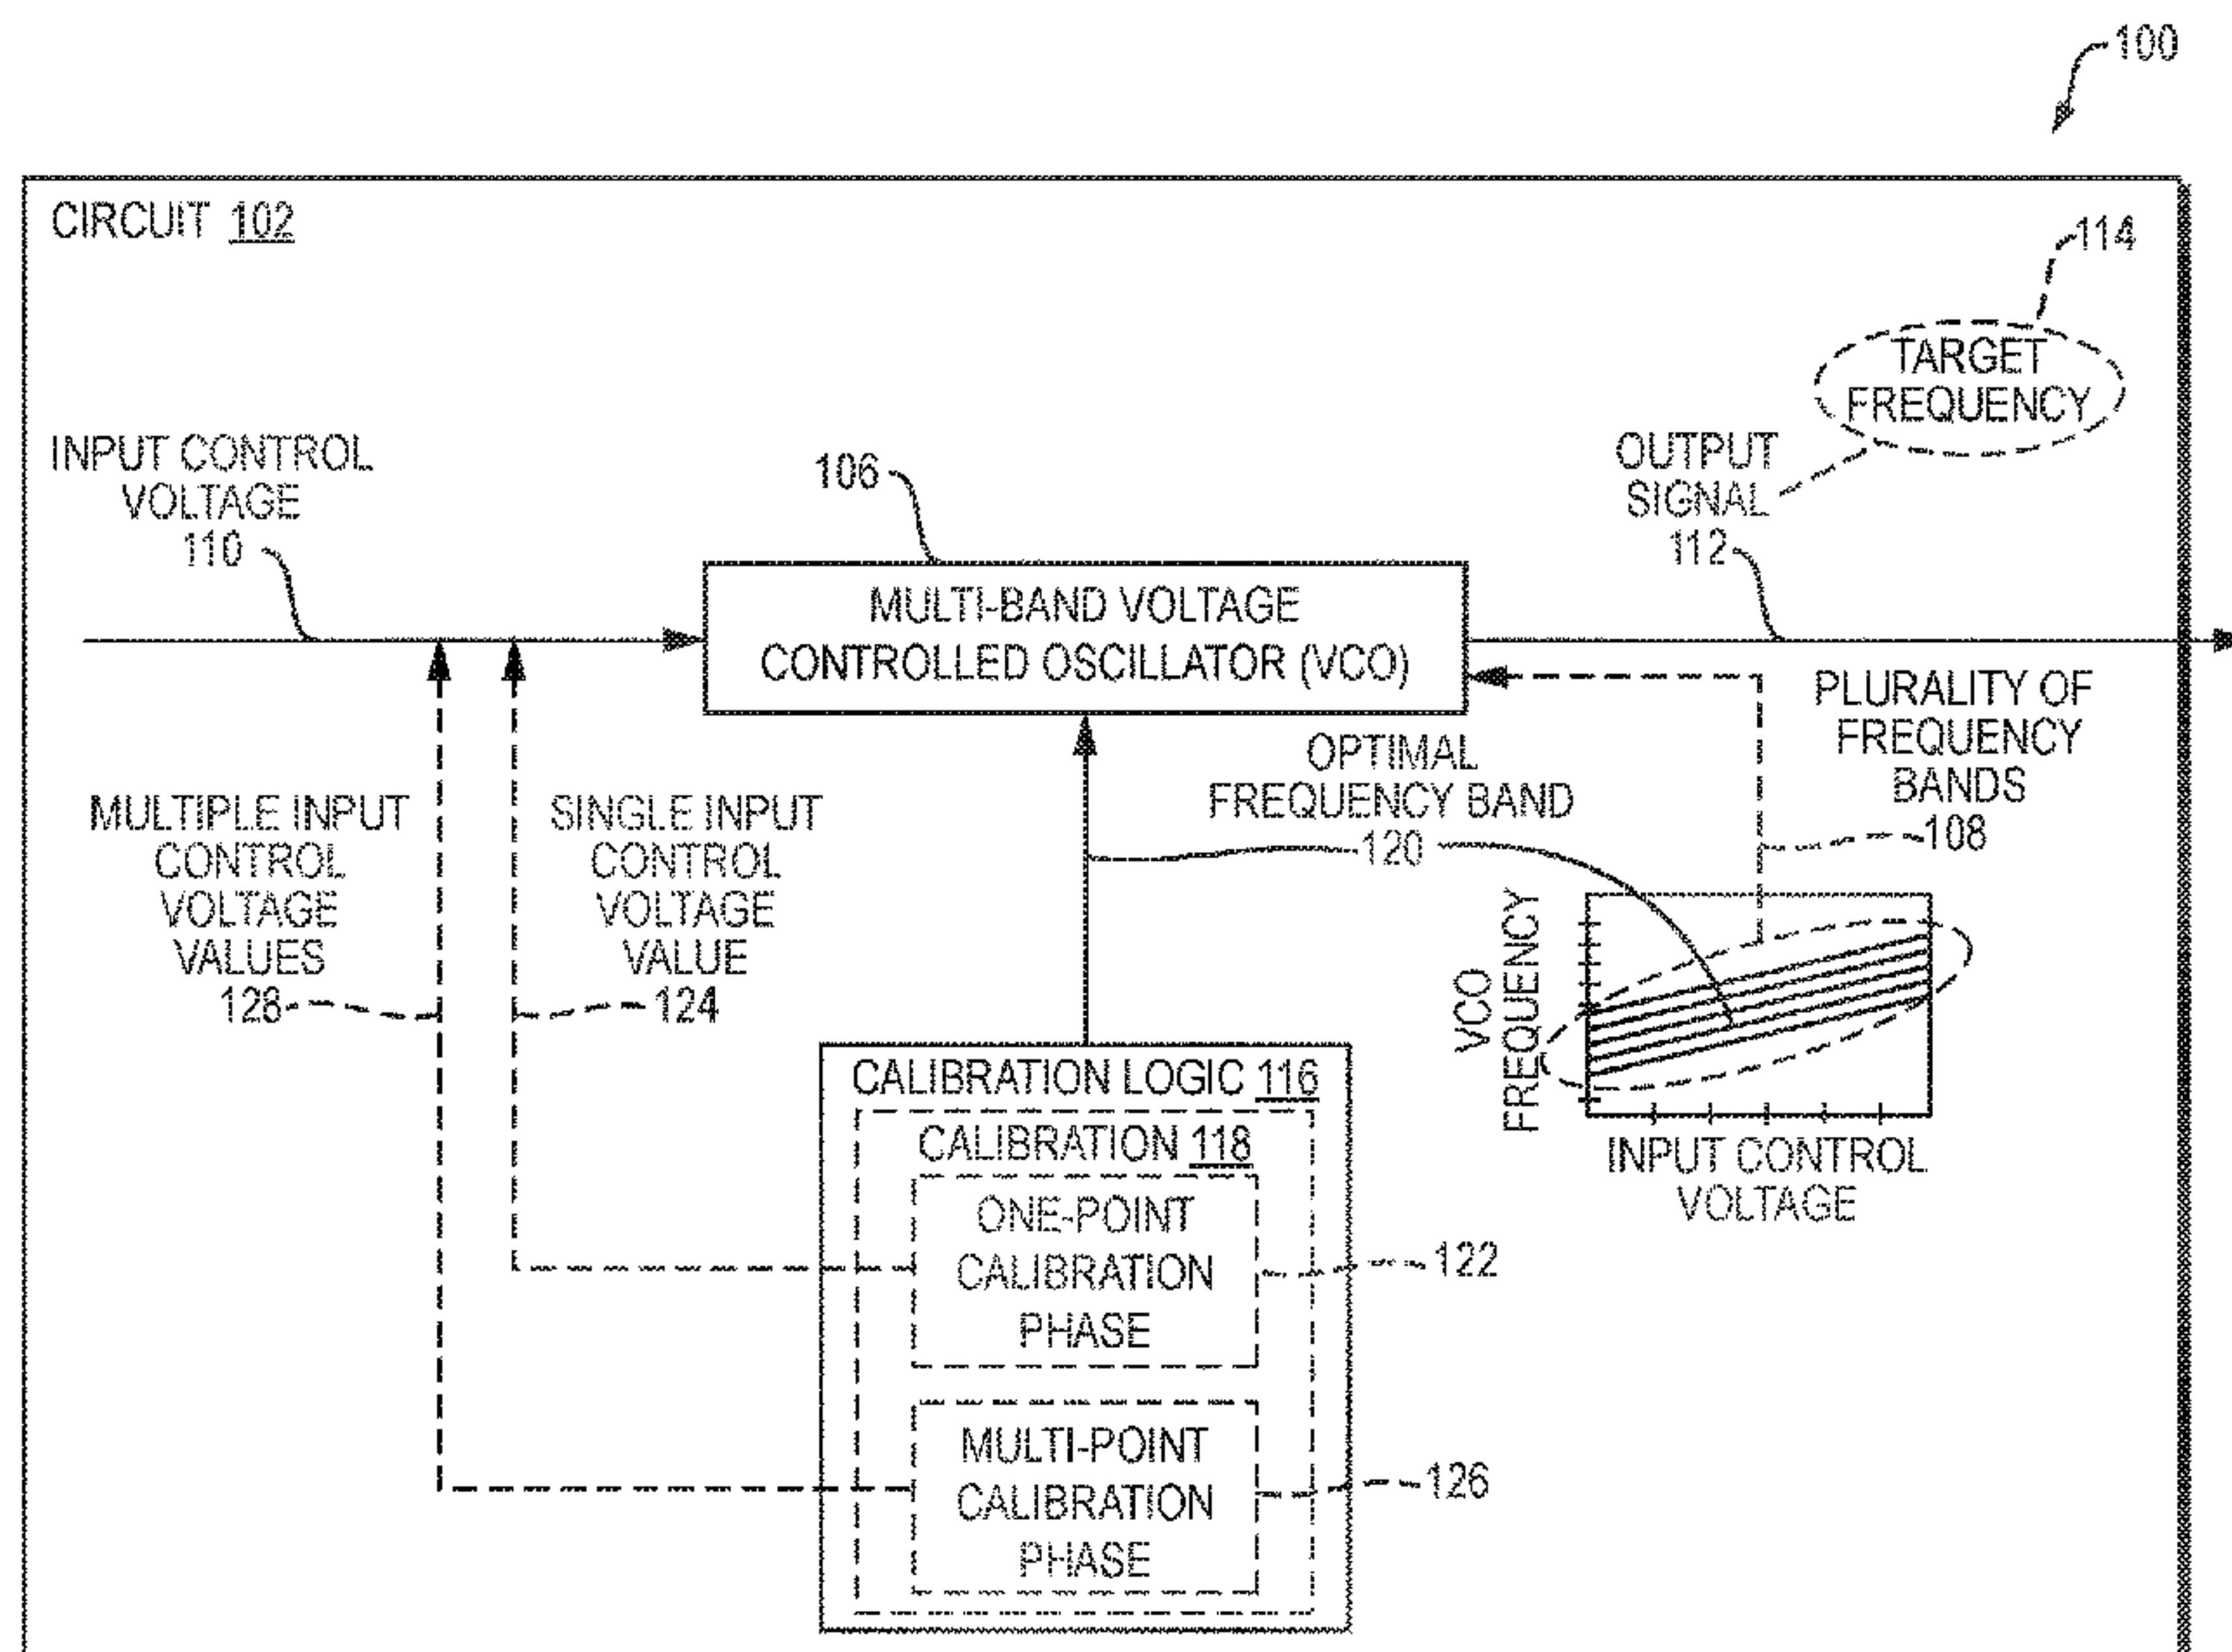 100
CIRCUIT 102
114
TARGET
FREQUENCY
INPUT CONTROL
VOLTAGE
110
106
OUTPUT
SIGNAL
112
MULTI-BAND VOLTAGE
CONTROLLED OSCILLATOR (VCO)
PLURALITY OF
FREQUENCY
BANDS
108
OPTIMAL
FREQUENCY BAND
120
MULTIPLE INPUT
CONTROL
VOLTAGE
VALUES
128
SINGLE INPUT
CONTROL
VOLTAGE
VALUE
124
VCO
FREQUENCY
INPUT CONTROL
VOLTAGE
CALIBRATION LOGIC 116
CALIBRATION 118
ONE-POINT
CALIBRATION
PHASE
122
MULTI-POINT
CALIBRATION
PHASE
126